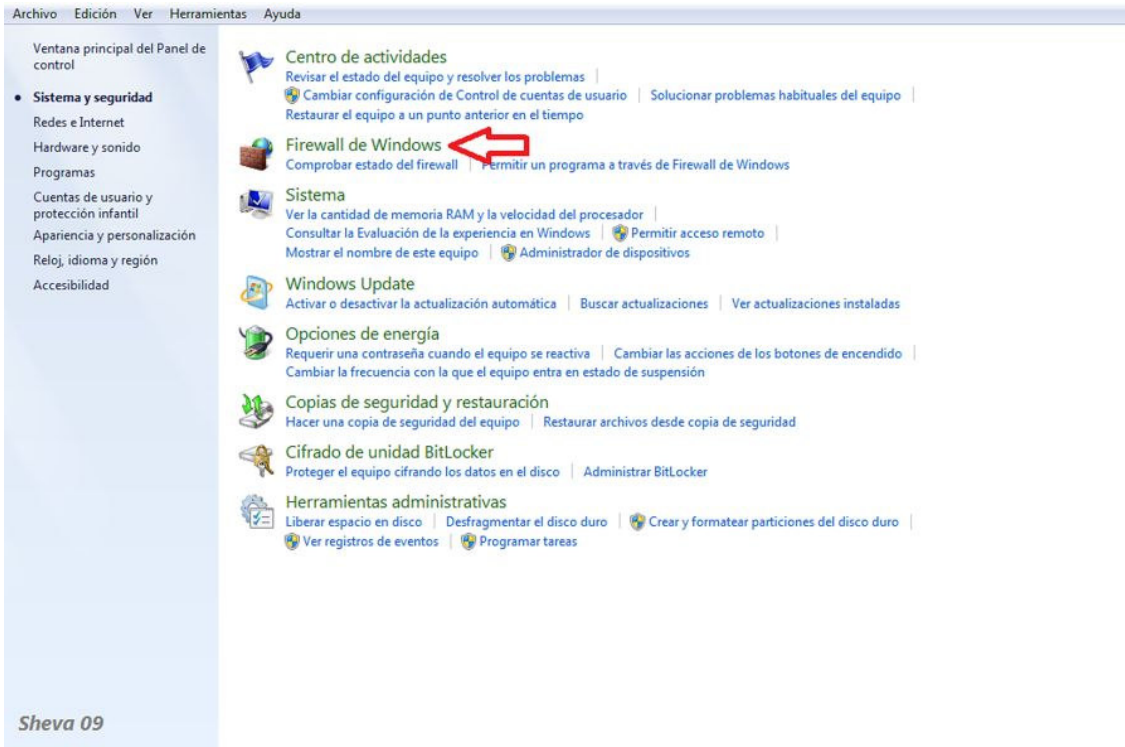 Archivo Edición Ver Herramientas Ayuda
Ventana principal del Panel de
control
Sistema y seguridad
Redes e Internet
Hardware y sonido
Programas
Cuentas de usuario y
protección infantil
Apariencia y personalización
Reloj, idioma y región
Accesibilidad
Centro de actividades
Revisar el estado del equipo y resolver los problemas
Cambiar configuración de Control de cuentas de usuario Solucionar problemas habituales del equipo
Restaurar el equipo a un punto anterior en el tiempo
Firewall de Windows
Comprobar estado del firewall Permitir un programa a través de Firewall de Windows
Sistema
Ver la cantidad de memoria RAM y la velocidad del procesador
Consultar la Evaluación de la experiencia en Windows Permitir acceso remoto
Mostrar el nombre de este equipo Administrador de dispositivos
Windows Update
Activar o desactivar la actualización automática Buscar actualizaciones Ver actualizaciones instaladas
Opciones de energía
Requerir una contraseña cuando el equipo se reactiva Cambiar las acciones de los botones de encendido
Cambiar la frecuencia con la que el equipo entra en estado de suspensión
Copias de seguridad y restauración
Hacer una copia de seguridad del equipo Restaurar archivos desde copia de seguridad
Cifrado de unidad BitLocker
Proteger el equipo cifrando los datos en el disco Administrar BitLocker
Herramientas administrativas
Liberar espacio en disco Desfragmentar el disco duro Crear y formatear particiones del disco duro
Ver registros de eventos Programar tareas
Sheva 09